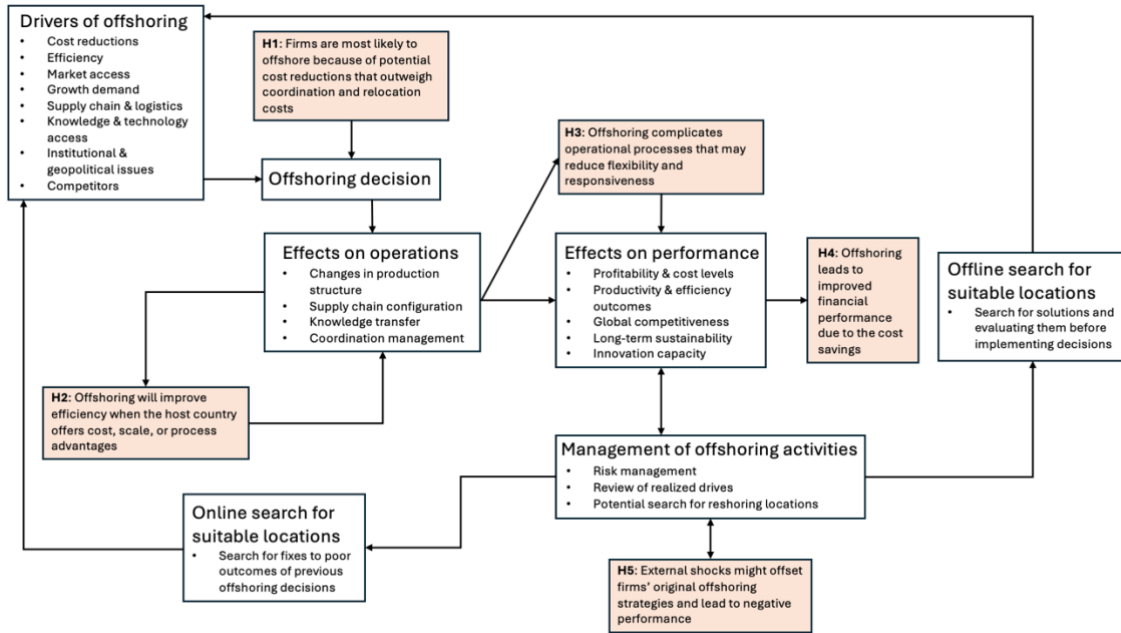 Drivers of offshoring
• Cost reductions
• Efficiency
• Market access
• Growth demand
• Supply chain & logistics
• Knowledge & technology
access
• Institutional &
geopolitical issues
• Competitors
H1: Firms are most likely to
offshore because of potential
cost reductions that outweigh
coordination and relocation
costs
Offshoring decision
H3: Offshoring complicates
operational processes that may
reduce flexibility and
responsiveness
Effects on operations
• Changes in production
structure
• Supply chain configuration
• Knowledge transfer
• Coordination management
Effects on performance
• Profitability & cost levels
• Productivity & efficiency
outcomes
• Global competitiveness
• Long-term sustainability
• Innovation capacity
H4: Offshoring
leads to
improved
financial
performance
due to the cost
savings
Offline search for
suitable locations
• Search for solutions and
evaluating them before
implementing decisions
H2: Offshoring will improve
efficiency when the host country
offers cost, scale, or process
advantages
Management of offshoring activities
• Risk management
• Review of realized drives
• Potential search for reshoring locations
Online search for
suitable locations
• Search for fixes to poor
outcomes of previous
offshoring decisions
H5: External shocks might offset
firms’ original offshoring
strategies and lead to negative
performance